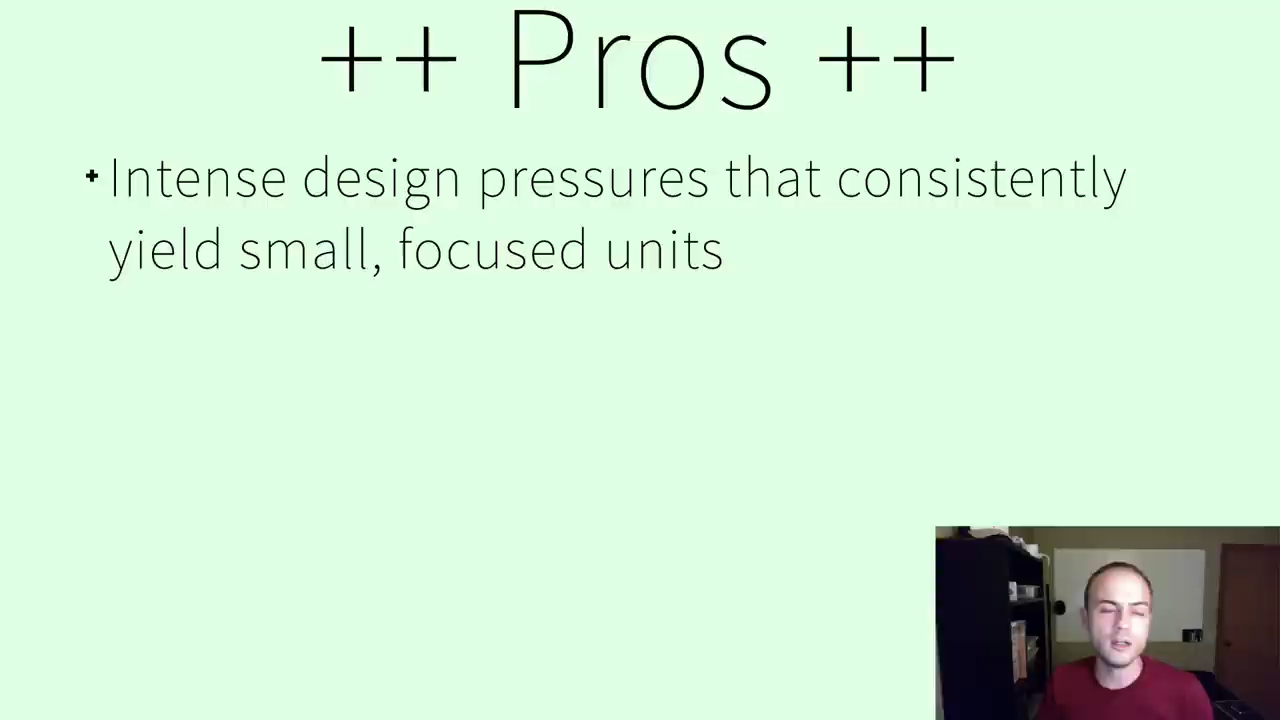 ++ Pros ++
+ Intense design pressures that consistently
yield small, focused units